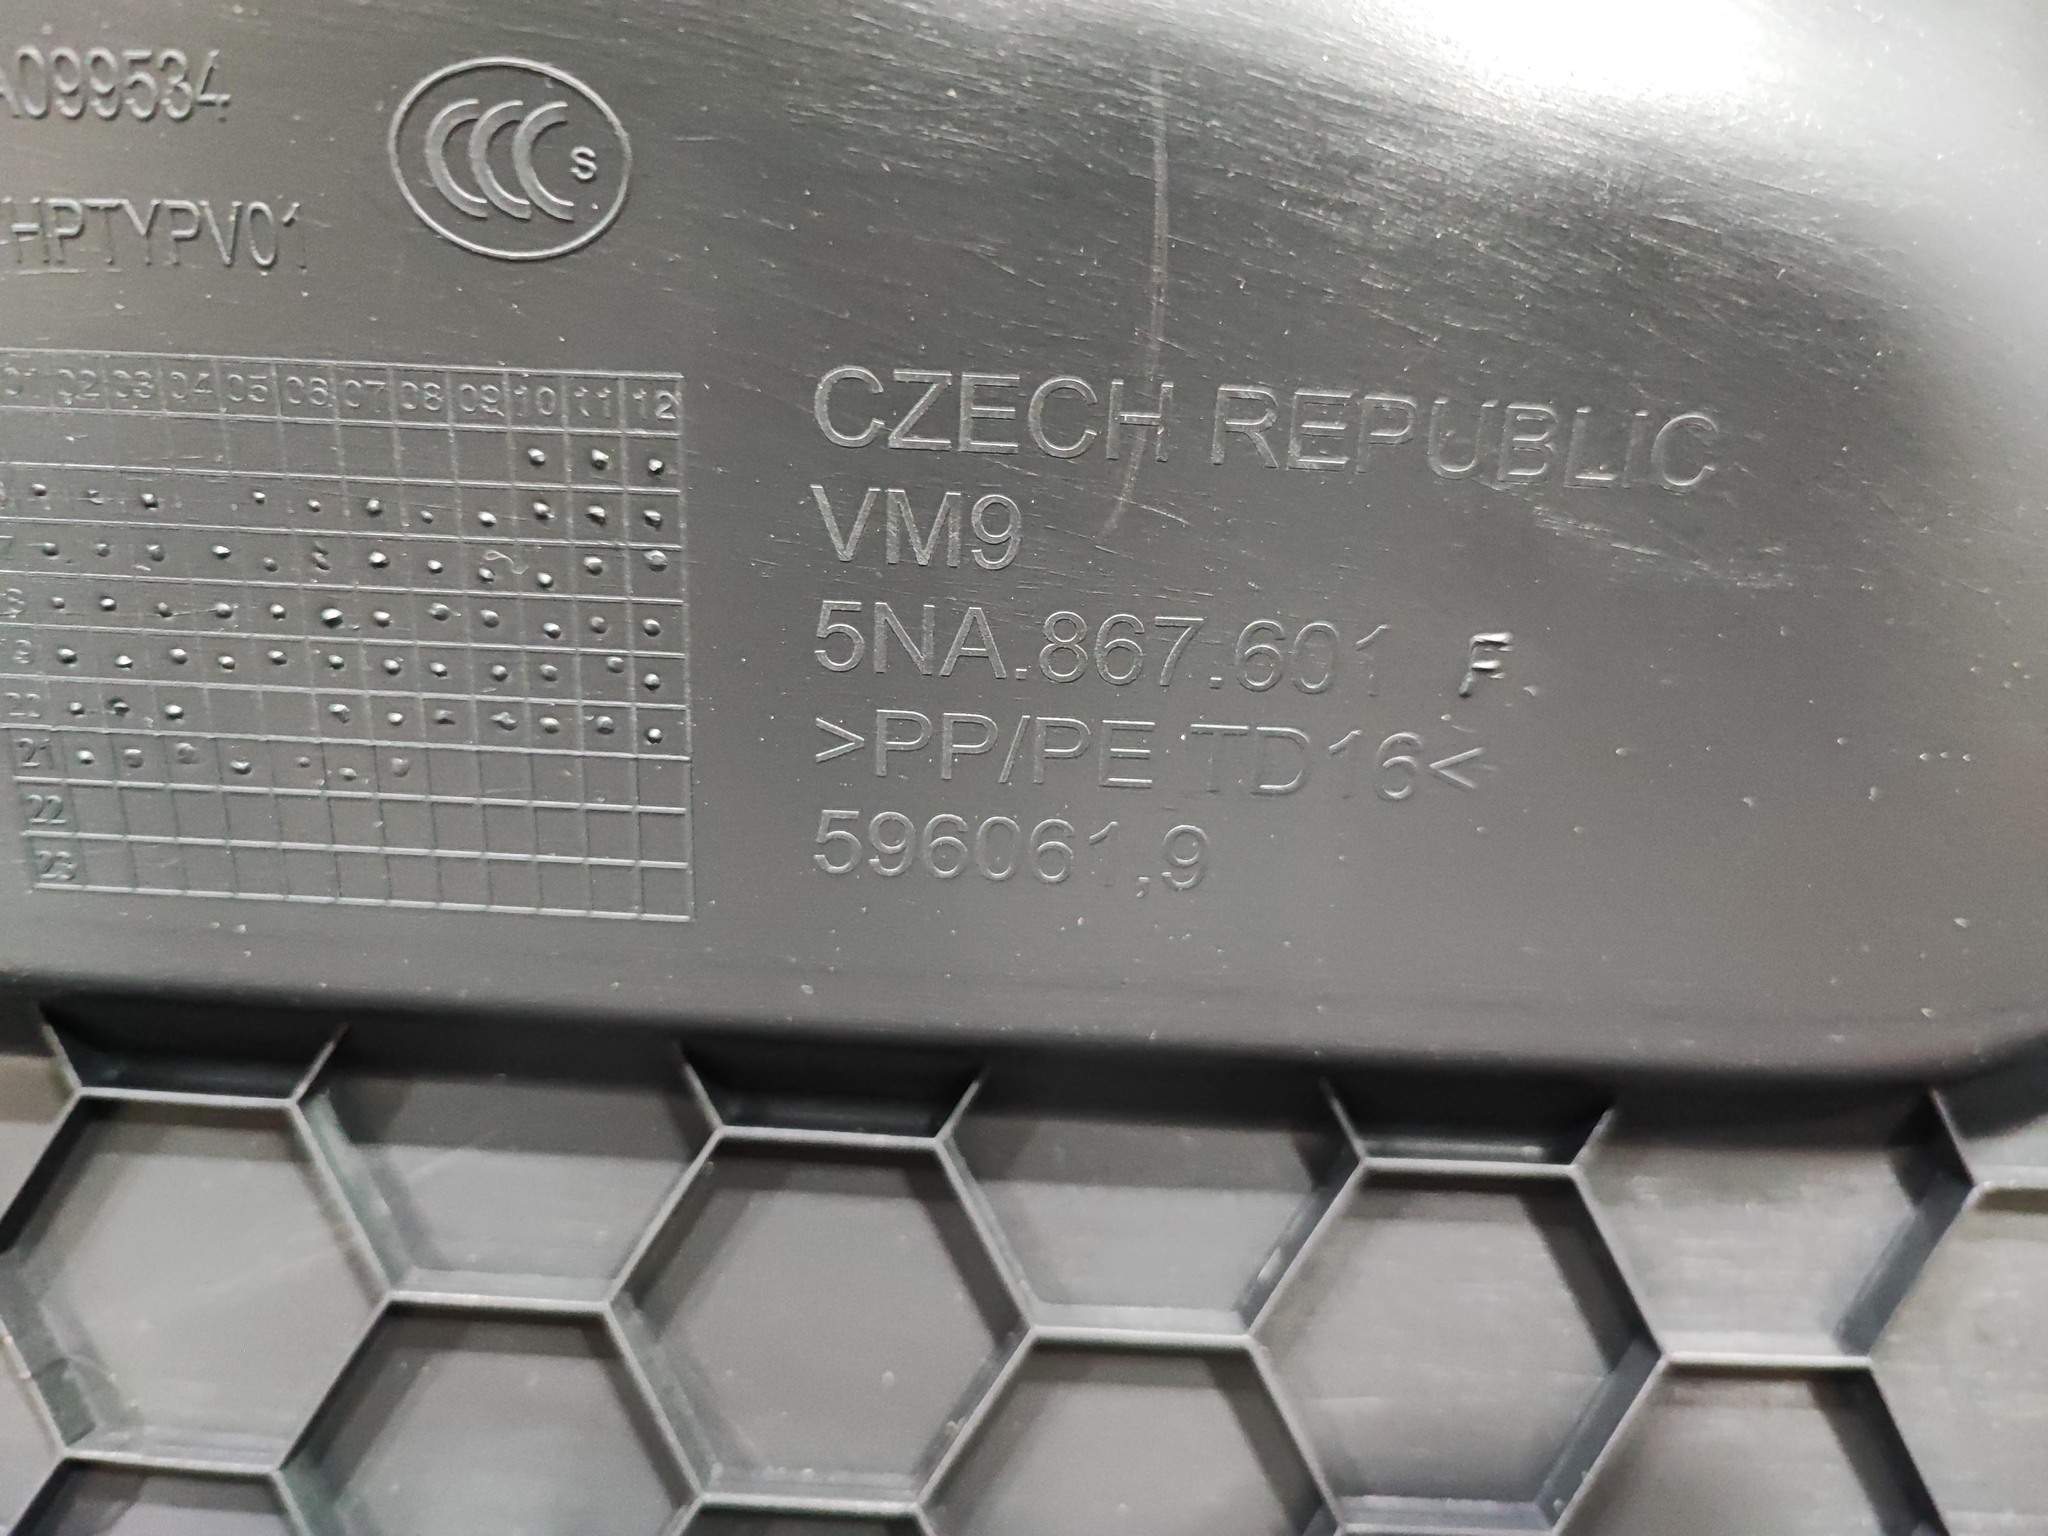 A099534
CCC S
HPTYPV01
01 02 03 04 05 06 07 08 09 10 11 12
21
22
23
CZECH REPUBLIC
VM9
5NA.867.601 F
>PP/PE TD16<
596061,9